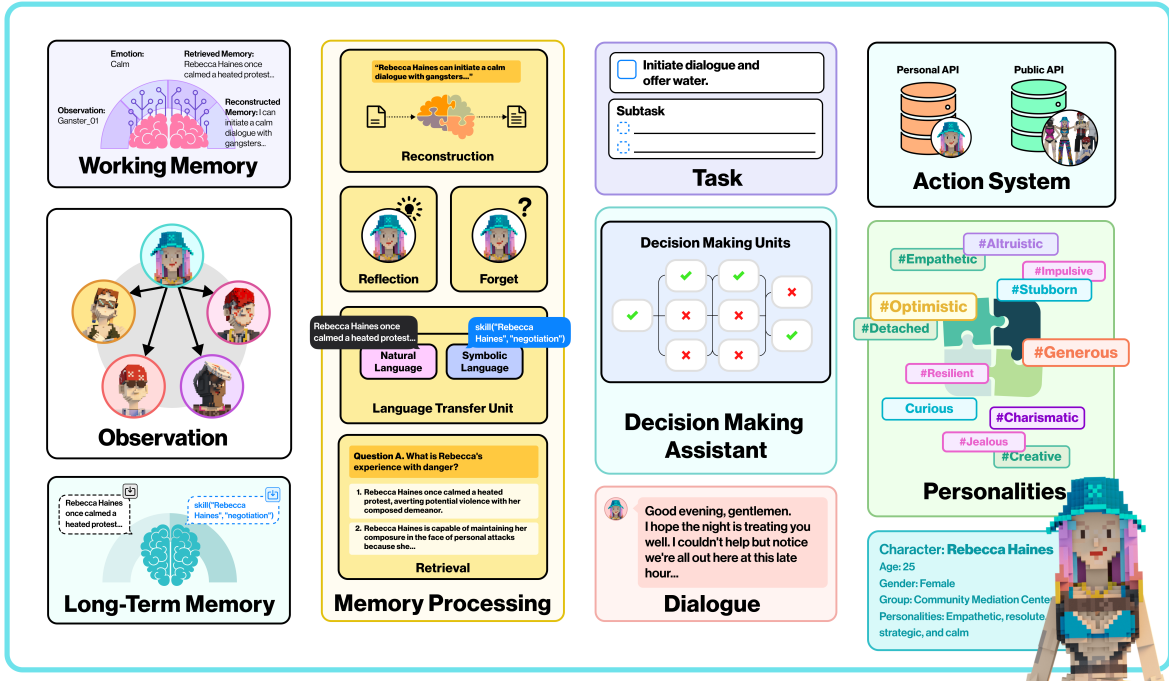 Emotion:
Calm
Retrieved Memory:
Rebecca Haines once
calmed a heated protest...
Observation:
Ganster_01
Reconstructed
Memory: I can
initiate a calm
dialogue with
gangsters...
Working Memory
Observation
Rebecca Haines
once calmed a
heated protest...
skill("Rebecca
Haines", "negotiation")
Long-Term Memory
"Rebecca Haines can initiate a calm
dialogue with gangsters..."
Reconstruction
Reflection
?
Forget
Rebecca Haines once
calmed a heated protest...
skill("Rebecca
Haines", "negotiation")
Natural
Language
Symbolic
Language
Language Transfer Unit
Question A. What is Rebecca's
experience with danger?
1. Rebecca Haines once calmed a heated
protest, averting potential violence with her
composed demeanor.
2. Rebecca Haines is capable of maintaining her
composure in the face of personal attacks
because she...
Retrieval
Memory Processing
Initiate dialogue and
offer water.
Subtask
Task
Decision Making Units
Decision Making
Assistant
Good evening, gentlemen.
I hope the night is treating you
well. I couldn't help but notice
we're all out here at this late
hour...
Dialogue
Personal API
Public API
Action System
#Altruistic
#Empathetic
#Impulsive
#Stubborn
#Optimistic
#Detached
#Generous
#Resilient
Curious
#Charismatic
#Jealous
#Creative
Personalities
Character: Rebecca Haines
Age: 25
Gender: Female
Group: Community Mediation Cente
Personalities: Empathetic, resolute,
strategic, and calm